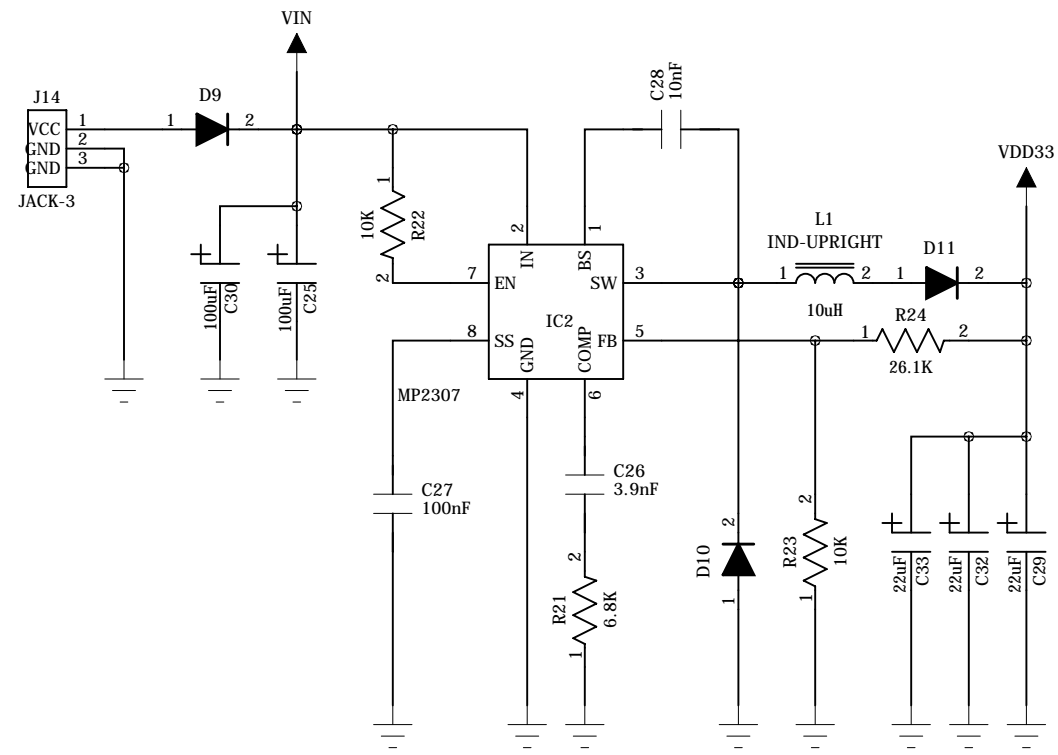 VIN
J14
VCC 1
GND 2
GND 3
JACK-3
D9
1 2
C28
10nF
VDD33
1
10K
R22
2
2
IN
1
BS
L1
IND-UPRIGHT
1 2
10uH
D11
1 2
7 EN
SW 3
8 SS
IC2
FB 5
GND
4
COMP
6
MP2307
R24
1 2
26.1K
100uF
C30
100uF
C25
C27
100nF
C26
3.9nF
2
R21
6.8K
1
2
D10
1
2
R23
10K
1
22uF
C33
22uF
C32
22uF
C29